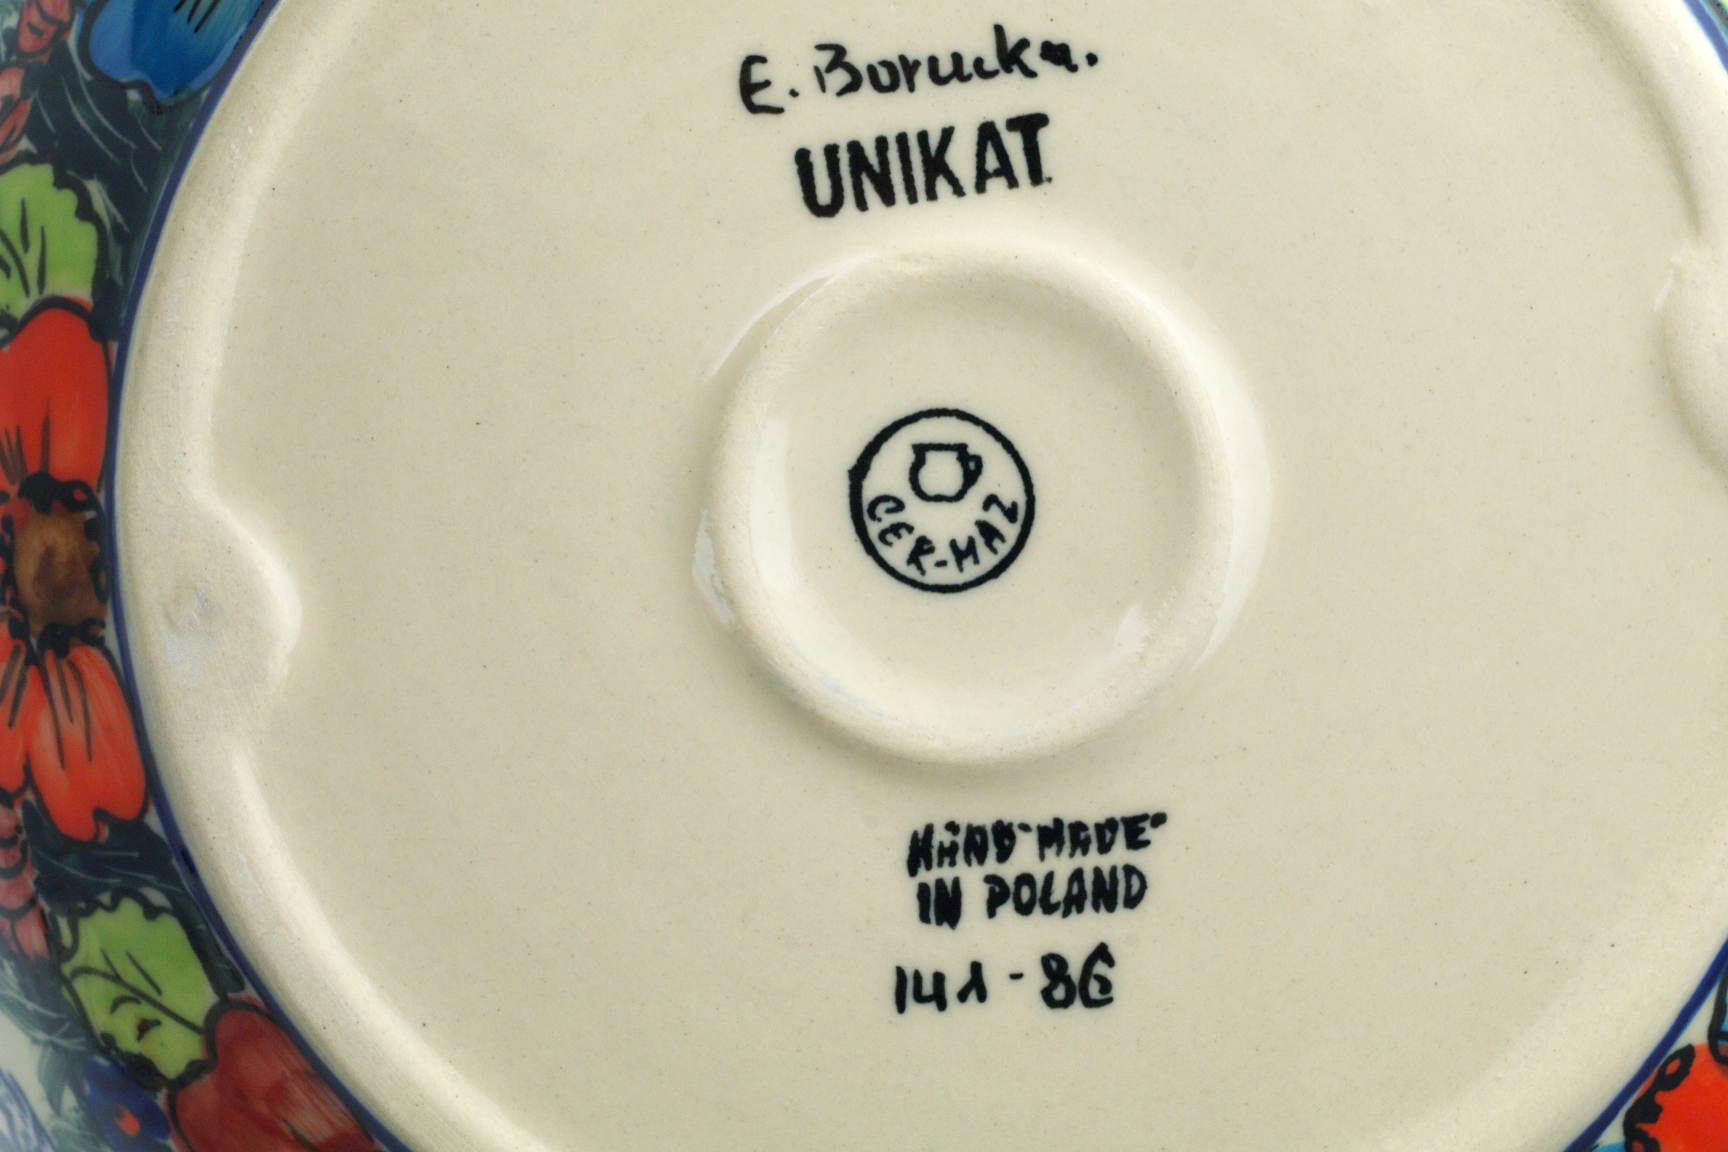 E. Borucka.
UNIKAT
CER-MAZ
HAND MADE
IN POLAND
141-86